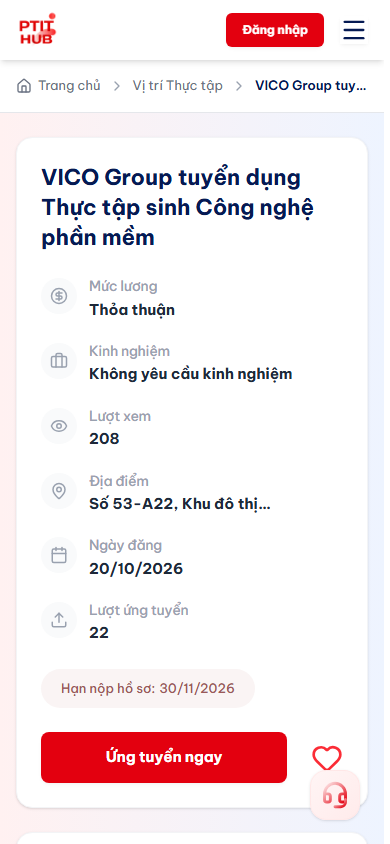 PTIT
HUB
Đăng nhập
Trang chủ
Vị trí Thực tập
VICO Group tuy...
VICO Group tuyển dụng
Thực tập sinh Công nghệ
phần mềm
Mức lương
Thỏa thuận
Kinh nghiệm
Không yêu cầu kinh nghiệm
Lượt xem
208
Địa điểm
Số 53-A22, Khu đô thị...
Ngày đăng
20/10/2026
Lượt ứng tuyển
22
Hạn nộp hồ sơ: 30/11/2026
Ứng tuyển ngay